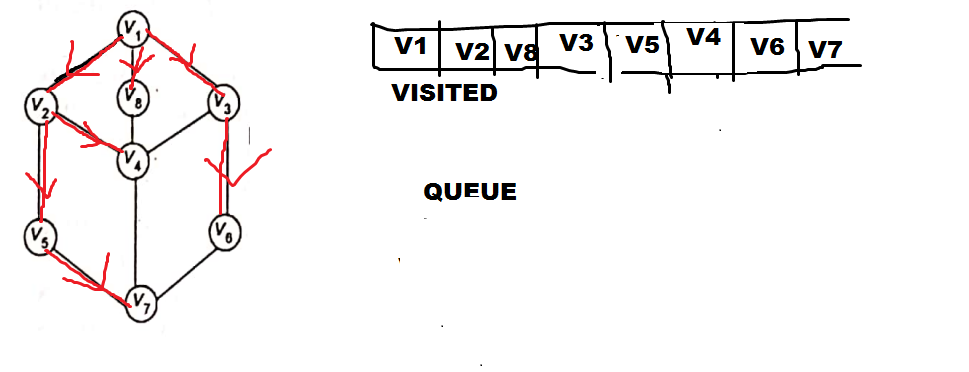 V1
V1 V2 V8 V3 V5 V4 V6 V7
VISITED
V2 V8 V3
V4
QUEUE
V5 V6
V7